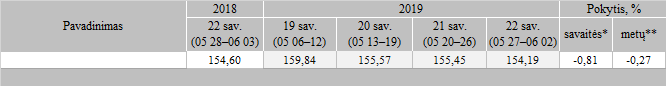 Pavadinimas 2018 2019 Pokytis, %
22 sav. (05 28–06 03) 19 sav. (05 06–12) 20 sav. (05 13–19) 21 sav. (05 20–26) 22 sav. (05 27–06 02) savaitės* metų**
154,60 159,84 155,57 155,45 154,19 -0,81 -0,27